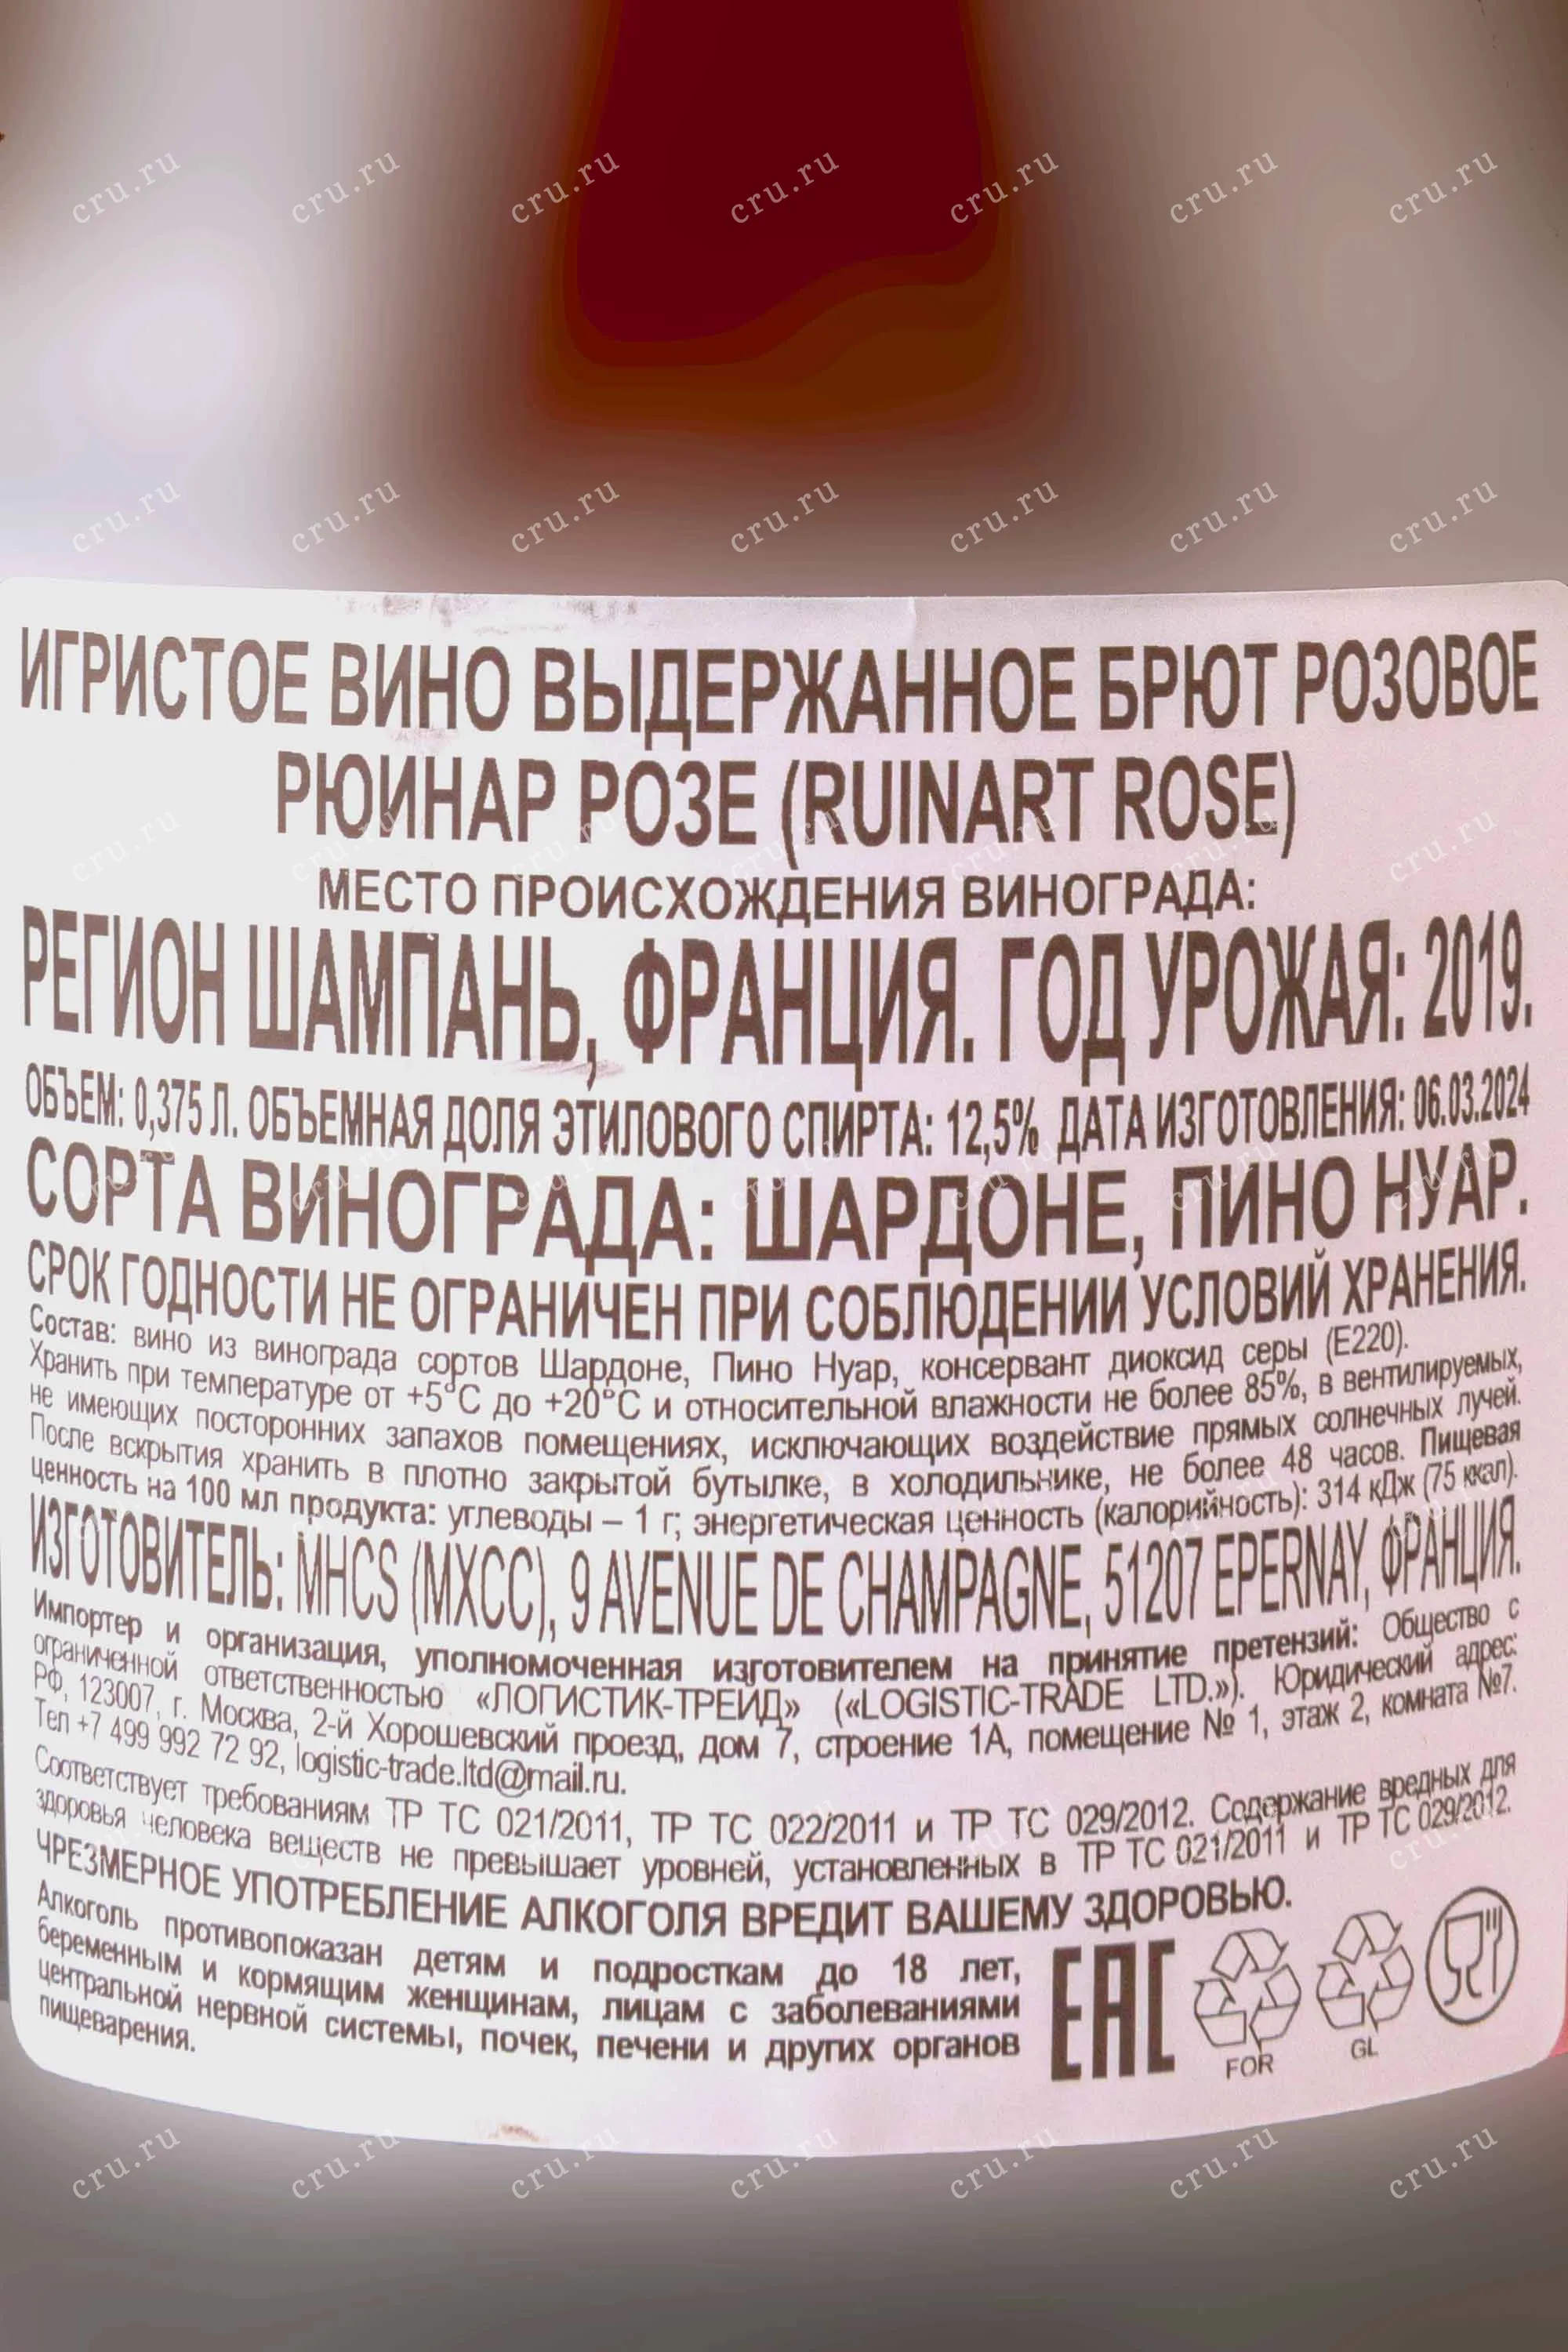 ИГРИСТОЕ ВИНО ВЫДЕРЖАННОЕ БРЮТ РОЗОВОЕ
РЮИНАР РОЗЕ (RUINART ROSE)
МЕСТО ПРОИСХОЖДЕНИЯ ВИНОГРАДА:
РЕГИОН ШАМПАНЬ, ФРАНЦИЯ. ГОД УРОЖАЯ: 2019.
ОБЪЕМ: 0,375 Л. ОБЪЕМНАЯ ДОЛЯ ЭТИЛОВОГО СПИРТА: 12,5% ДАТА ИЗГОТОВЛЕНИЯ: 06.03.2024
СОРТА ВИНОГРАДА: ШАРДОНЕ, ПИНО НУАР.
СРОК ГОДНОСТИ НЕ ОГРАНИЧЕН ПРИ СОБЛЮДЕНИИ УСЛОВИЙ ХРАНЕНИЯ.
Состав: вино из винограда сортов Шардоне, Пино Нуар, консервант диоксид серы (Е220).
Хранить при температуре от +5°С до +20°С и относительной влажности не более 85%, в вентилируемых,
не имеющих посторонних запахов помещениях, исключающих воздействие прямых солнечных лучей.
После вскрытия хранить в плотно закрытой бутылке, в холодильнике, не более 48 часов. Пищевая
ценность на 100 мл продукта: углеводы – 1 г; энергетическая ценность (калорийность): 314 кДж (75 ккал).
ИЗГОТОВИТЕЛЬ: MHCS (МХСС), 9 AVENUE DE CHAMPAGNE, 51207 EPERNAY, ФРАНЦИЯ.
Импортер и организация, уполномоченная изготовителем на принятие претензий: Общество с
ограниченной ответственностью «ЛОГИСТИК-ТРЕЙД» («LOGISTIC-TRADE LTD.»). Юридический адрес:
РФ, 123007, г. Москва, 2-й Хорошевский проезд, дом 7, строение 1А, помещение № 1, этаж 2, комната №7.
Тел +7 499 992 72 92, logistic-trade.ltd@mail.ru.
Соответствует требованиям ТР ТС 021/2011, ТР ТС 022/2011 и ТР ТС 029/2012. Содержание вредных для
здоровья человека веществ не превышает уровней, установленных в ТР ТС 021/2011 и ТР ТС 029/2012.
ЧРЕЗМЕРНОЕ УПОТРЕБЛЕНИЕ АЛКОГОЛЯ ВРЕДИТ ВАШЕМУ ЗДОРОВЬЮ.
Алкоголь противопоказан детям и подросткам до 18 лет,
беременным и кормящим женщинам, лицам с заболеваниями
центральной нервной системы, почек, печени и других органов
пищеварения.
EAC
FOR
GL
cru.ru